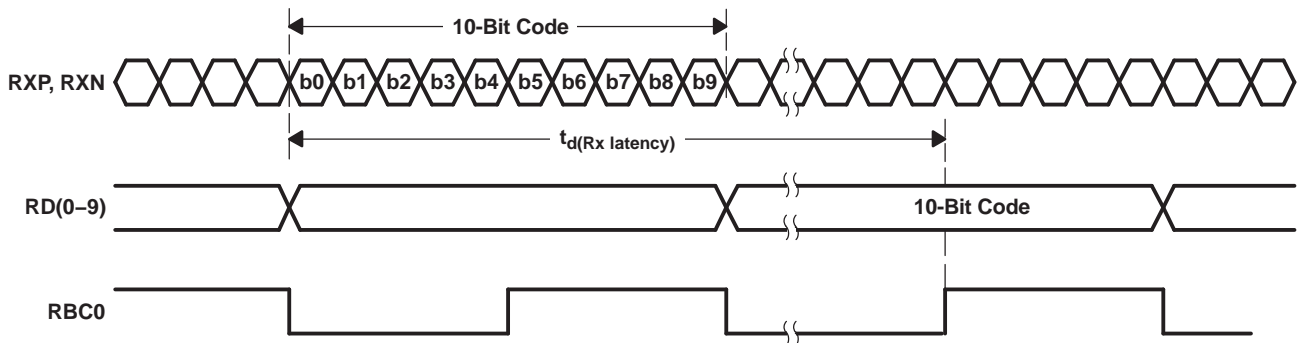 10-Bit Code
RXP, RXN
b0 b1 b2 b3 b4 b5 b6 b7 b8 b9
td(Rx latency)
RD(0–9)
10-Bit Code
RBC0